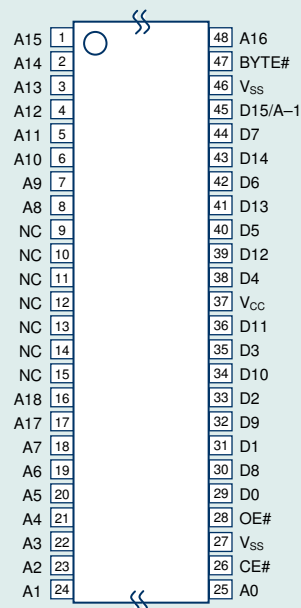 A15 1 48 A16
A14 2 47 BYTE#
A13 3 46 VSS
A12 4 45 D15/A–1
A11 5 44 D7
A10 6 43 D14
A9 7 42 D6
A8 8 41 D13
NC 9 40 D5
NC 10 39 D12
NC 11 38 D4
NC 12 37 VCC
NC 13 36 D11
NC 14 35 D3
NC 15 34 D10
A18 16 33 D2
A17 17 32 D9
A7 18 31 D1
A6 19 30 D8
A5 20 29 D0
A4 21 28 OE#
A3 22 27 VSS
A2 23 26 CE#
A1 24 25 A0